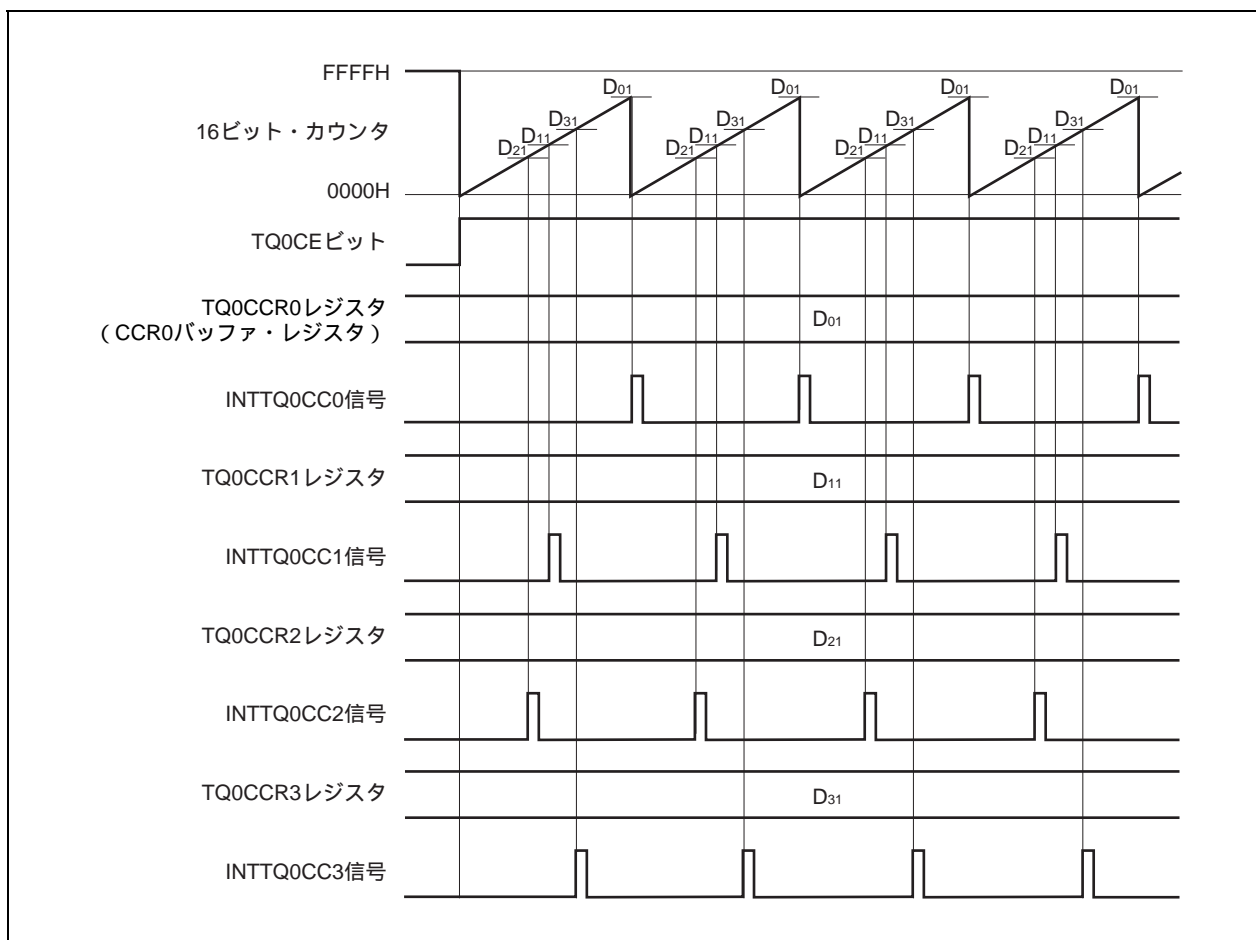 FFFFH
D01 D01 D01 D01
16ビット・カウンタ
D31 D31 D31 D31
D11 D11 D11 D11
D21 D21 D21 D21
0000H
TQ0CEビット
TQ0CCR0レジスタ
(CCR0バッファ・レジスタ)
D01
INTTQ0CC0信号
TQ0CCR1レジスタ
D11
INTTQ0CC1信号
TQ0CCR2レジスタ
D21
INTTQ0CC2信号
TQ0CCR3レジスタ
D31
INTTQ0CC3信号